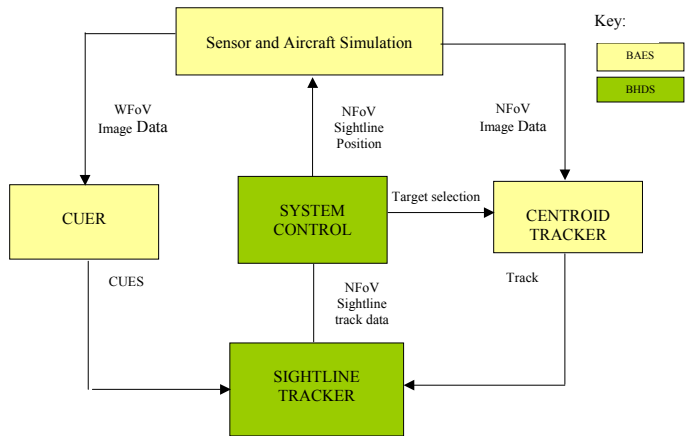 Key:
Sensor and Aircraft Simulation
BAES
BHDS
WFoV
Image Data
NFoV
Sightline
Position
NFoV
Image Data
CUER
SYSTEM
CONTROL
Target selection
CENTROID
TRACKER
CUES
NFoV
Sightline
track data
Track
SIGHTLINE
TRACKER